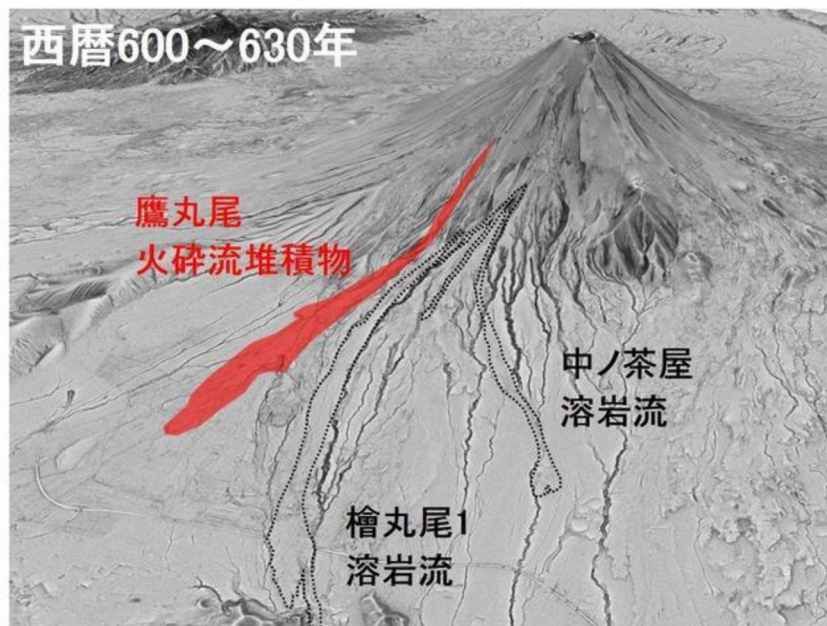 西暦600～630年
鷹丸尾
火砕流堆積物
中ノ茶屋
溶岩流
檜丸尾1
溶岩流